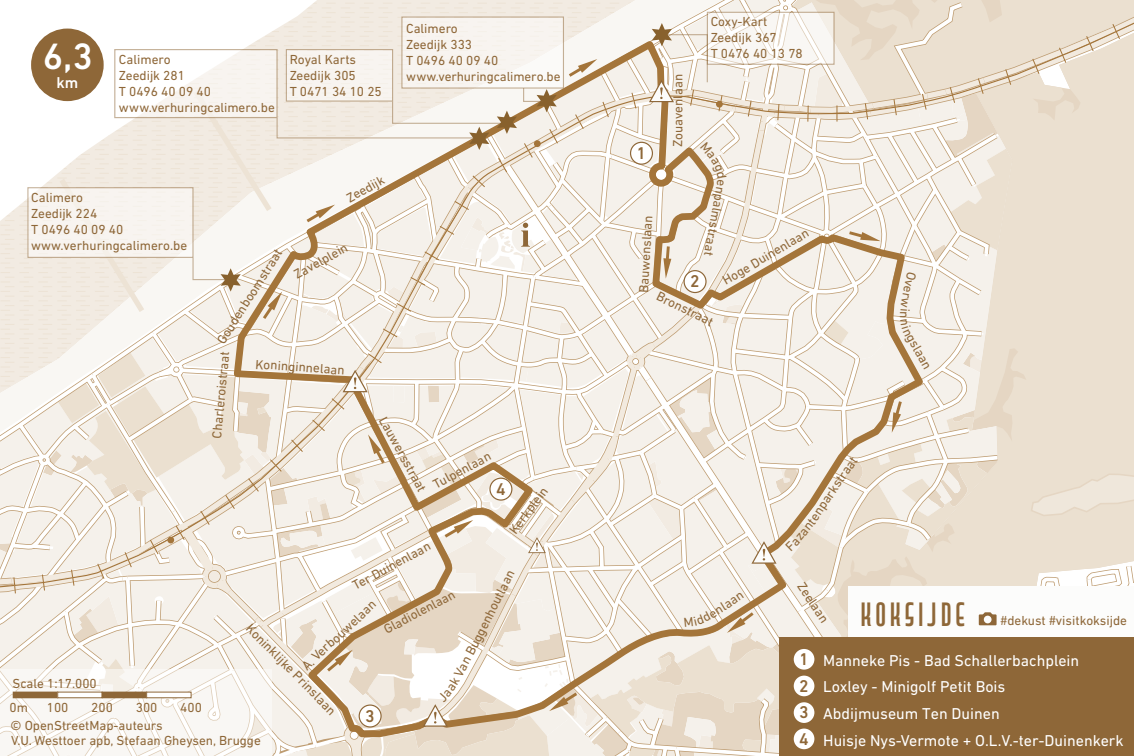 6,3
km
Calimero
Zeedijk 281
T 0496 40 09 40
www.verhuringcalimero.be
Royal Karts
Zeedijk 305
T 0471 34 10 25
Calimero
Zeedijk 333
T 0496 40 09 40
www.verhuringcalimero.be
Coxy-Kart
Zeedijk 367
T 0476 40 13 78
Calimero
Zeedijk 224
T 0496 40 09 40
www.verhuringcalimero.be
Zeedijk
Zouavenlaan
!
1
Maagdenpalmstraat
i
Bauwenslaan
2
Bronstraat
Hoge Duinenlaan
Overwinningslaan
Zavelplein
Goudenboomstraat
Koninginnelaan
!
Charleroistraat
Lauwersstraat
Tulpenlaan
4
Kerkplein
!
Fazantenparkstraat
!
Zeelaan
Ter Duinenlaan
Gladiolenlaan
A. Verbouwelaan
Koninklijke Prinslaan
Jaak Van Buggenhoutlaan
Middenlaan
3
!
Scale 1:17.000
0m 100 200 300 400
© OpenStreetMap-auteurs
V.U. Westtoer apb, Stefaan Gheysen, Brugge
KOKSIJDE #dekust #visitkoksijde
1 Manneke Pis - Bad Schallerbachplein
2 Loxley - Minigolf Petit Bois
3 Abdijmuseum Ten Duinen
4 Huisje Nys-Vermote + O.L.V.-ter-Duinenkerk